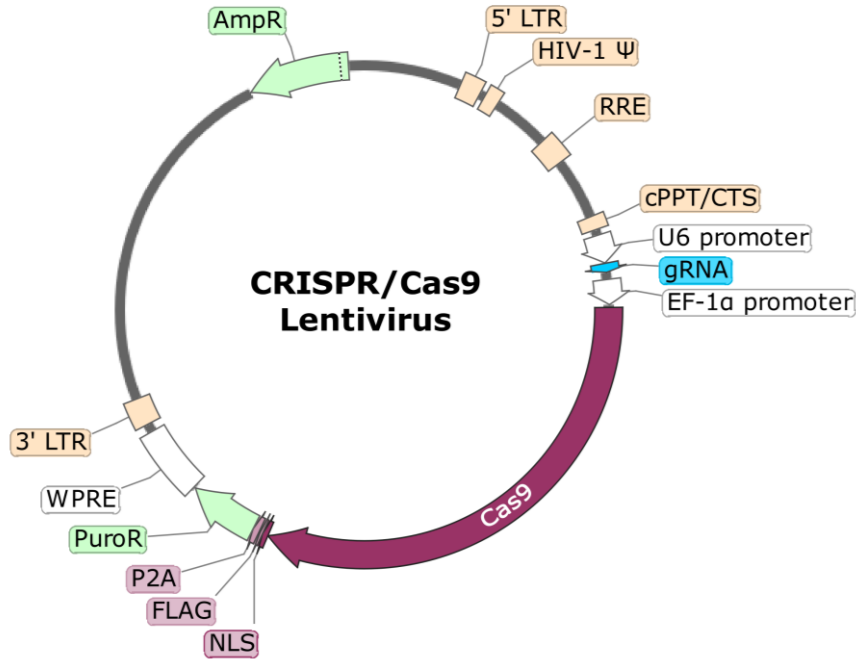 AmpR
5' LTR
HIV-1 Ψ
RRE
cPPT/CTS
U6 promoter
gRNA
EF-1α promoter
CRISPR/Cas9
Lentivirus
Cas9
3' LTR
WPRE
PuroR
P2A
FLAG
NLS